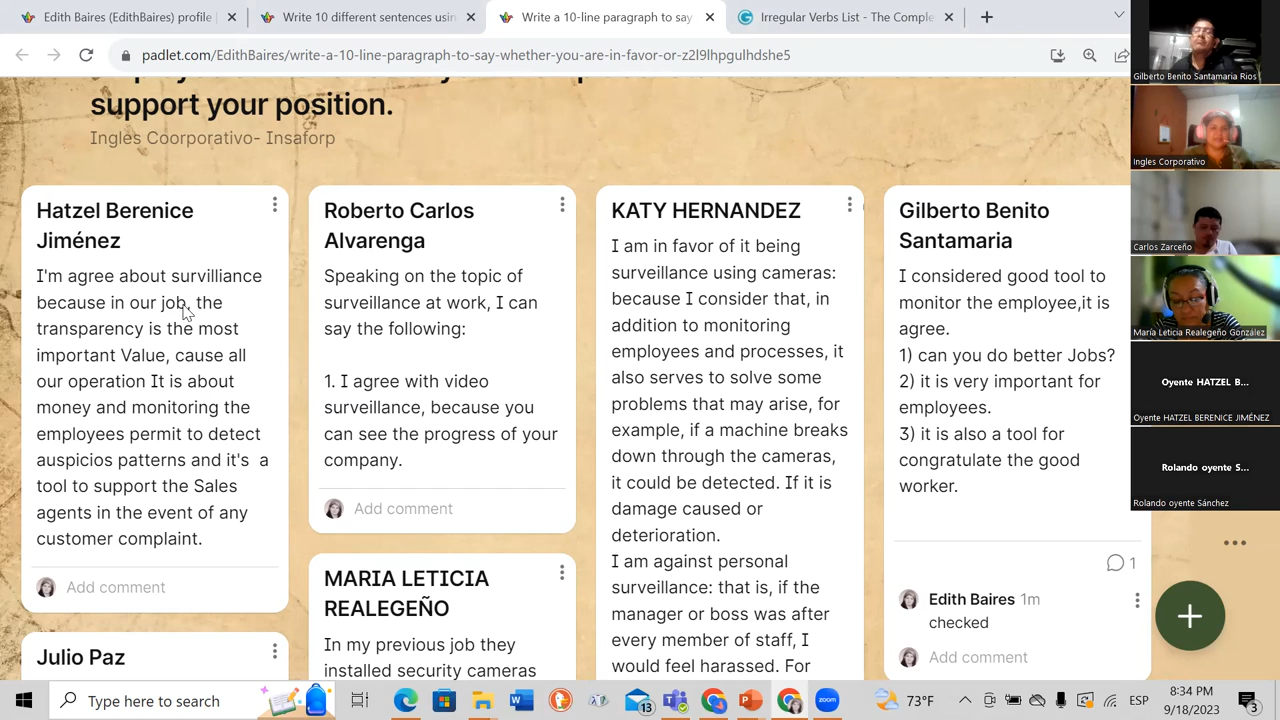 Edith Baires (EdithBaires) profile |
Write 10 different sentences usin
Write a 10-line paragraph to say
Irregular Verbs List - The Comple
padlet.com/EdithBaires/write-a-10-line-paragraph-to-say-whether-you-are-in-favor-or-z2l9lhpgulhdshe5
support your position.
Ingles Coorporativo- Insaforp
Hatzel Berenice
Jiménez
I'm agree about survilliance
because in our job, the
transparency is the most
important Value, cause all
our operation It is about
money and monitoring the
employees permit to detect
auspicios patterns and it's a
tool to support the Sales
agents in the event of any
customer complaint.
Add comment
Julio Paz
Roberto Carlos
Alvarenga
Speaking on the topic of
surveillance at work, I can
say the following:
1. I agree with video
surveillance, because you
can see the progress of your
company.
Add comment
MARIA LETICIA
REALEGEÑO
In my previous job they
installed security cameras
KATY HERNANDEZ
I am in favor of it being
surveillance using cameras:
because I consider that, in
addition to monitoring
employees and processes, it
also serves to solve some
problems that may arise, for
example, if a machine breaks
down through the cameras,
it could be detected. If it is
damage caused or
deterioration.
I am against personal
surveillance: that is, if the
manager or boss was after
every member of staff, I
would feel harassed. For
Gilberto Benito
Santamaria
I considered good tool to
monitor the employee,it is
agree.
1) can you do better Jobs?
2) it is very important for
employees.
3) it is also a tool for
congratulate the good
worker.
1
Edith Baires 1m
checked
Add comment
Gilberto Benito Santamaria Rios
Ingles Corporativo
Carlos Zarceño
María Leticia Realegeño González
Oyente HATZEL B...
Oyente HATZEL BERENICE JIMÉNEZ
Rolando oyente S...
Rolando oyente Sánchez
Type here to search
13
73°F
ESP
8:34 PM
9/18/2023
3